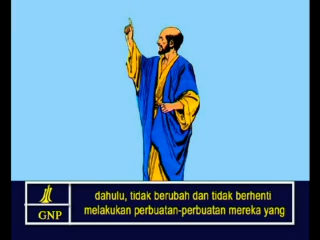 dahulu, tidak berubah dan tidak berhenti
melakukan perbuatan-perbuatan mereka yang
GNP